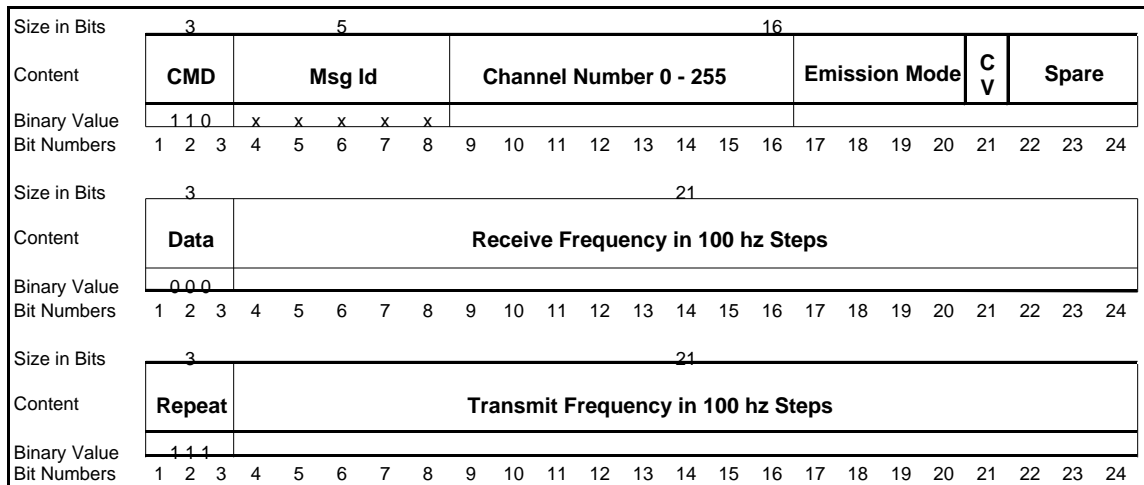 Size in Bits 3 5 16
Content CMD Msg Id Channel Number 0 - 255 Emission Mode C V Spare
Binary Value 1 1 0 x x x x x
Bit Numbers 1 2 3 4 5 6 7 8 9 10 11 12 13 14 15 16 17 18 19 20 21 22 23 24
Size in Bits 3 21
Content Data Receive Frequency in 100 hz Steps
Binary Value 0 0 0
Bit Numbers 1 2 3 4 5 6 7 8 9 10 11 12 13 14 15 16 17 18 19 20 21 22 23 24
Size in Bits 3 21
Content Repeat Transmit Frequency in 100 hz Steps
Binary Value 1 1 1
Bit Numbers 1 2 3 4 5 6 7 8 9 10 11 12 13 14 15 16 17 18 19 20 21 22 23 24